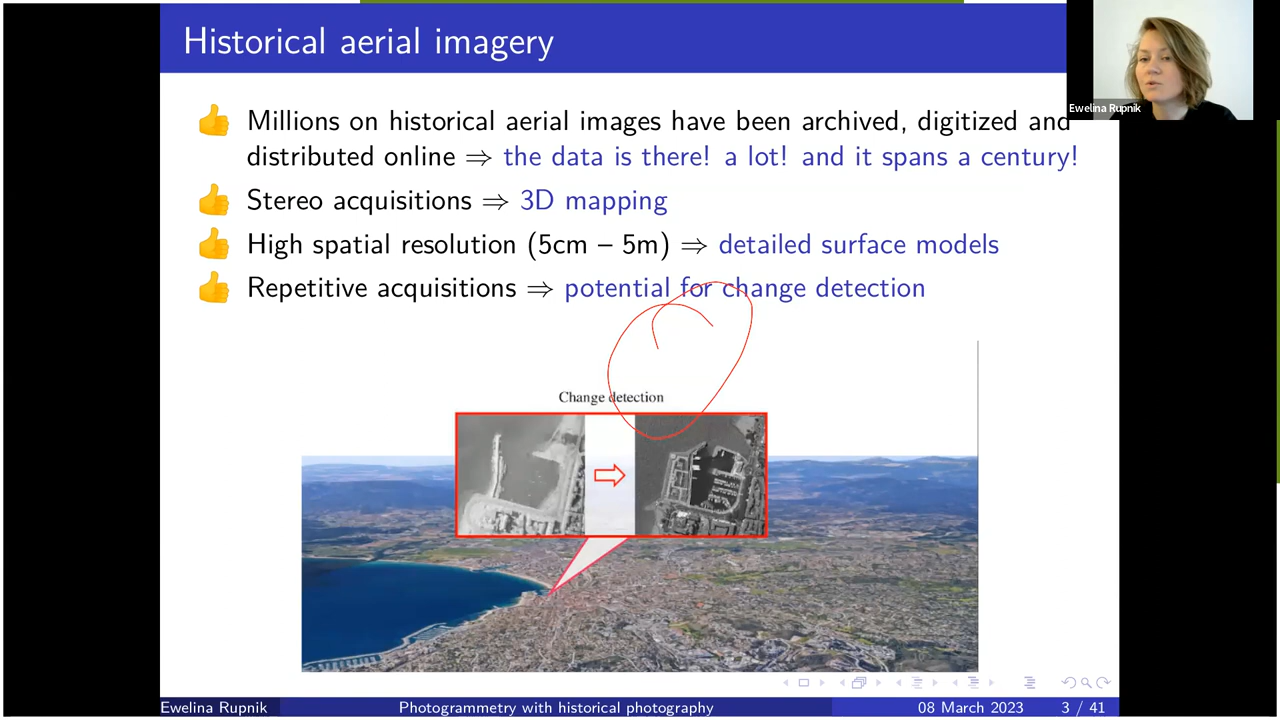 Historical aerial imagery
Ewelina Rupnik
👍 Millions on historical aerial images have been archived, digitized and
distributed online ⇒ the data is there! a lot! and it spans a century!
👍 Stereo acquisitions ⇒ 3D mapping
👍 High spatial resolution (5cm – 5m) ⇒ detailed surface models
👍 Repetitive acquisitions ⇒ potential for change detection
Change detection
Ewelina Rupnik Photogrammetry with historical photography 08 March 2023 3 / 41